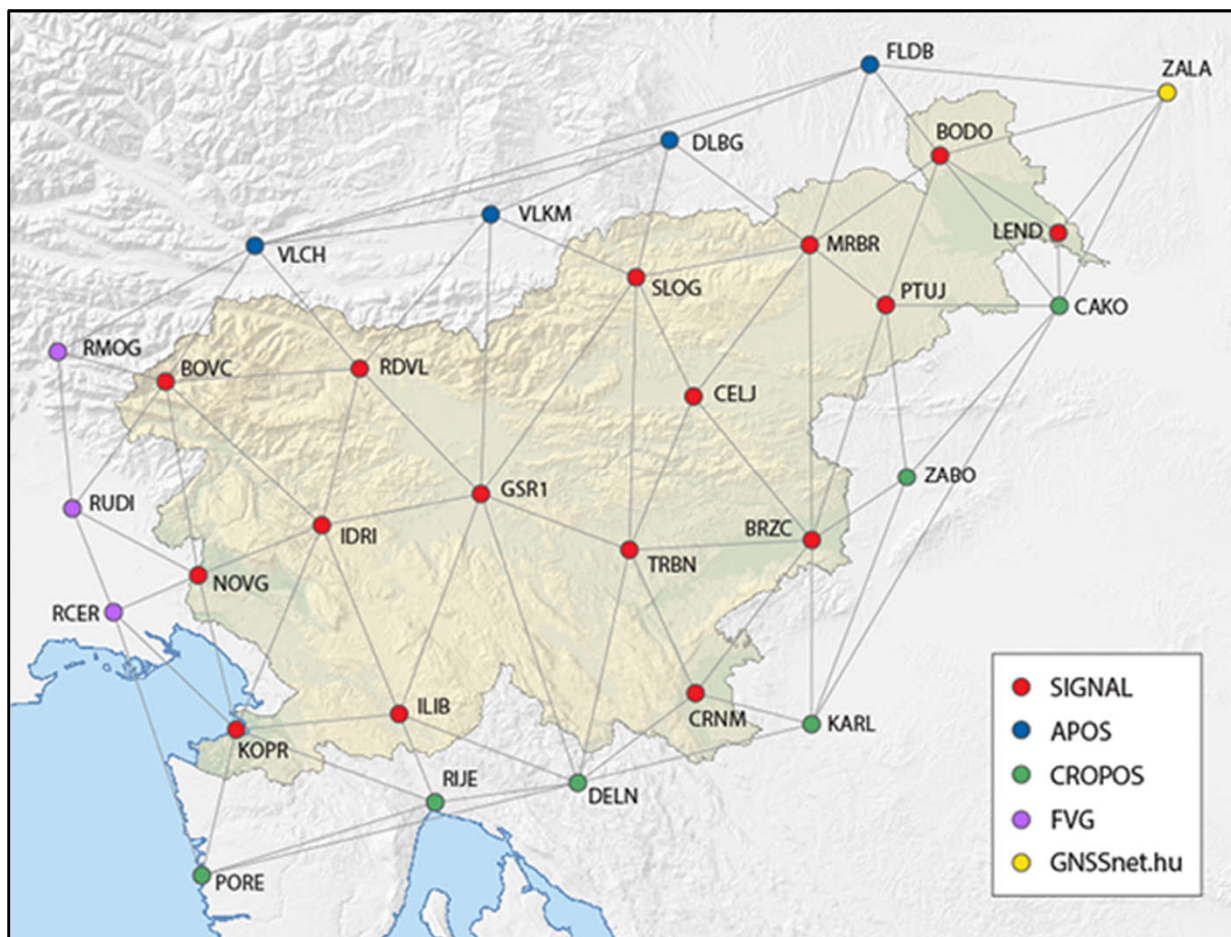 FLDB
ZALA
DLBG
BODO
VLKM
LEND
VLCH
MRBR
SLOG
PTUJ
CAKO
RMOG
BOVC
RDVL
CELJ
ZABO
GSR1
RUDI
IDRI
BRZC
TRBN
NOVG
RCER
ILIB
CRNM
KARL
KOPR
RIJE
DELN
PORE
SIGNAL
APOS
CROPOS
FVG
GNSSnet.hu